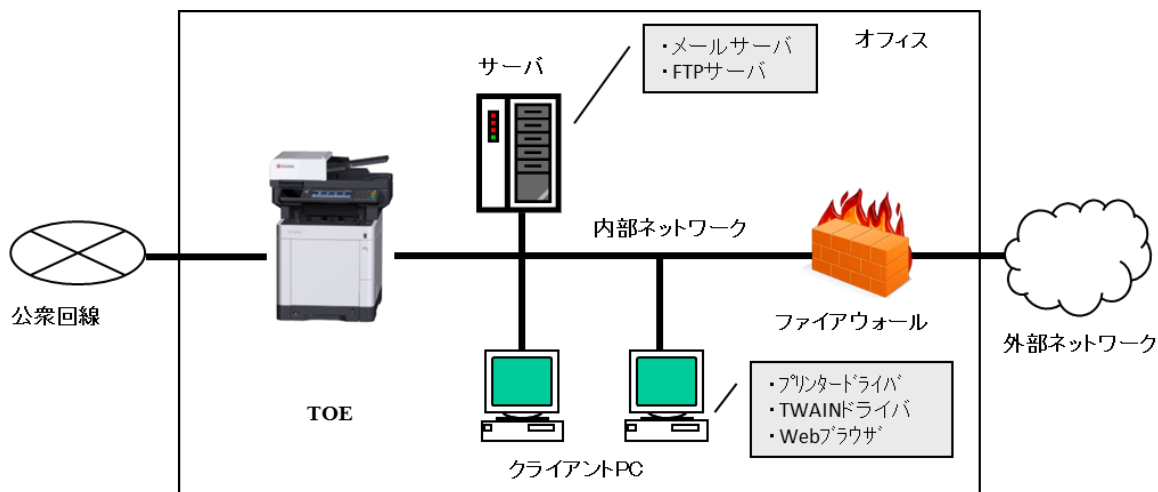 オフィス
・メールサーバ
・FTPサーバ
サーバ
内部ネットワーク
公衆回線
ファイアウォール
外部ネットワーク
TOE
・プリンタードライバ
・TWAINドライバ
・Webブラウザ
クライアントPC